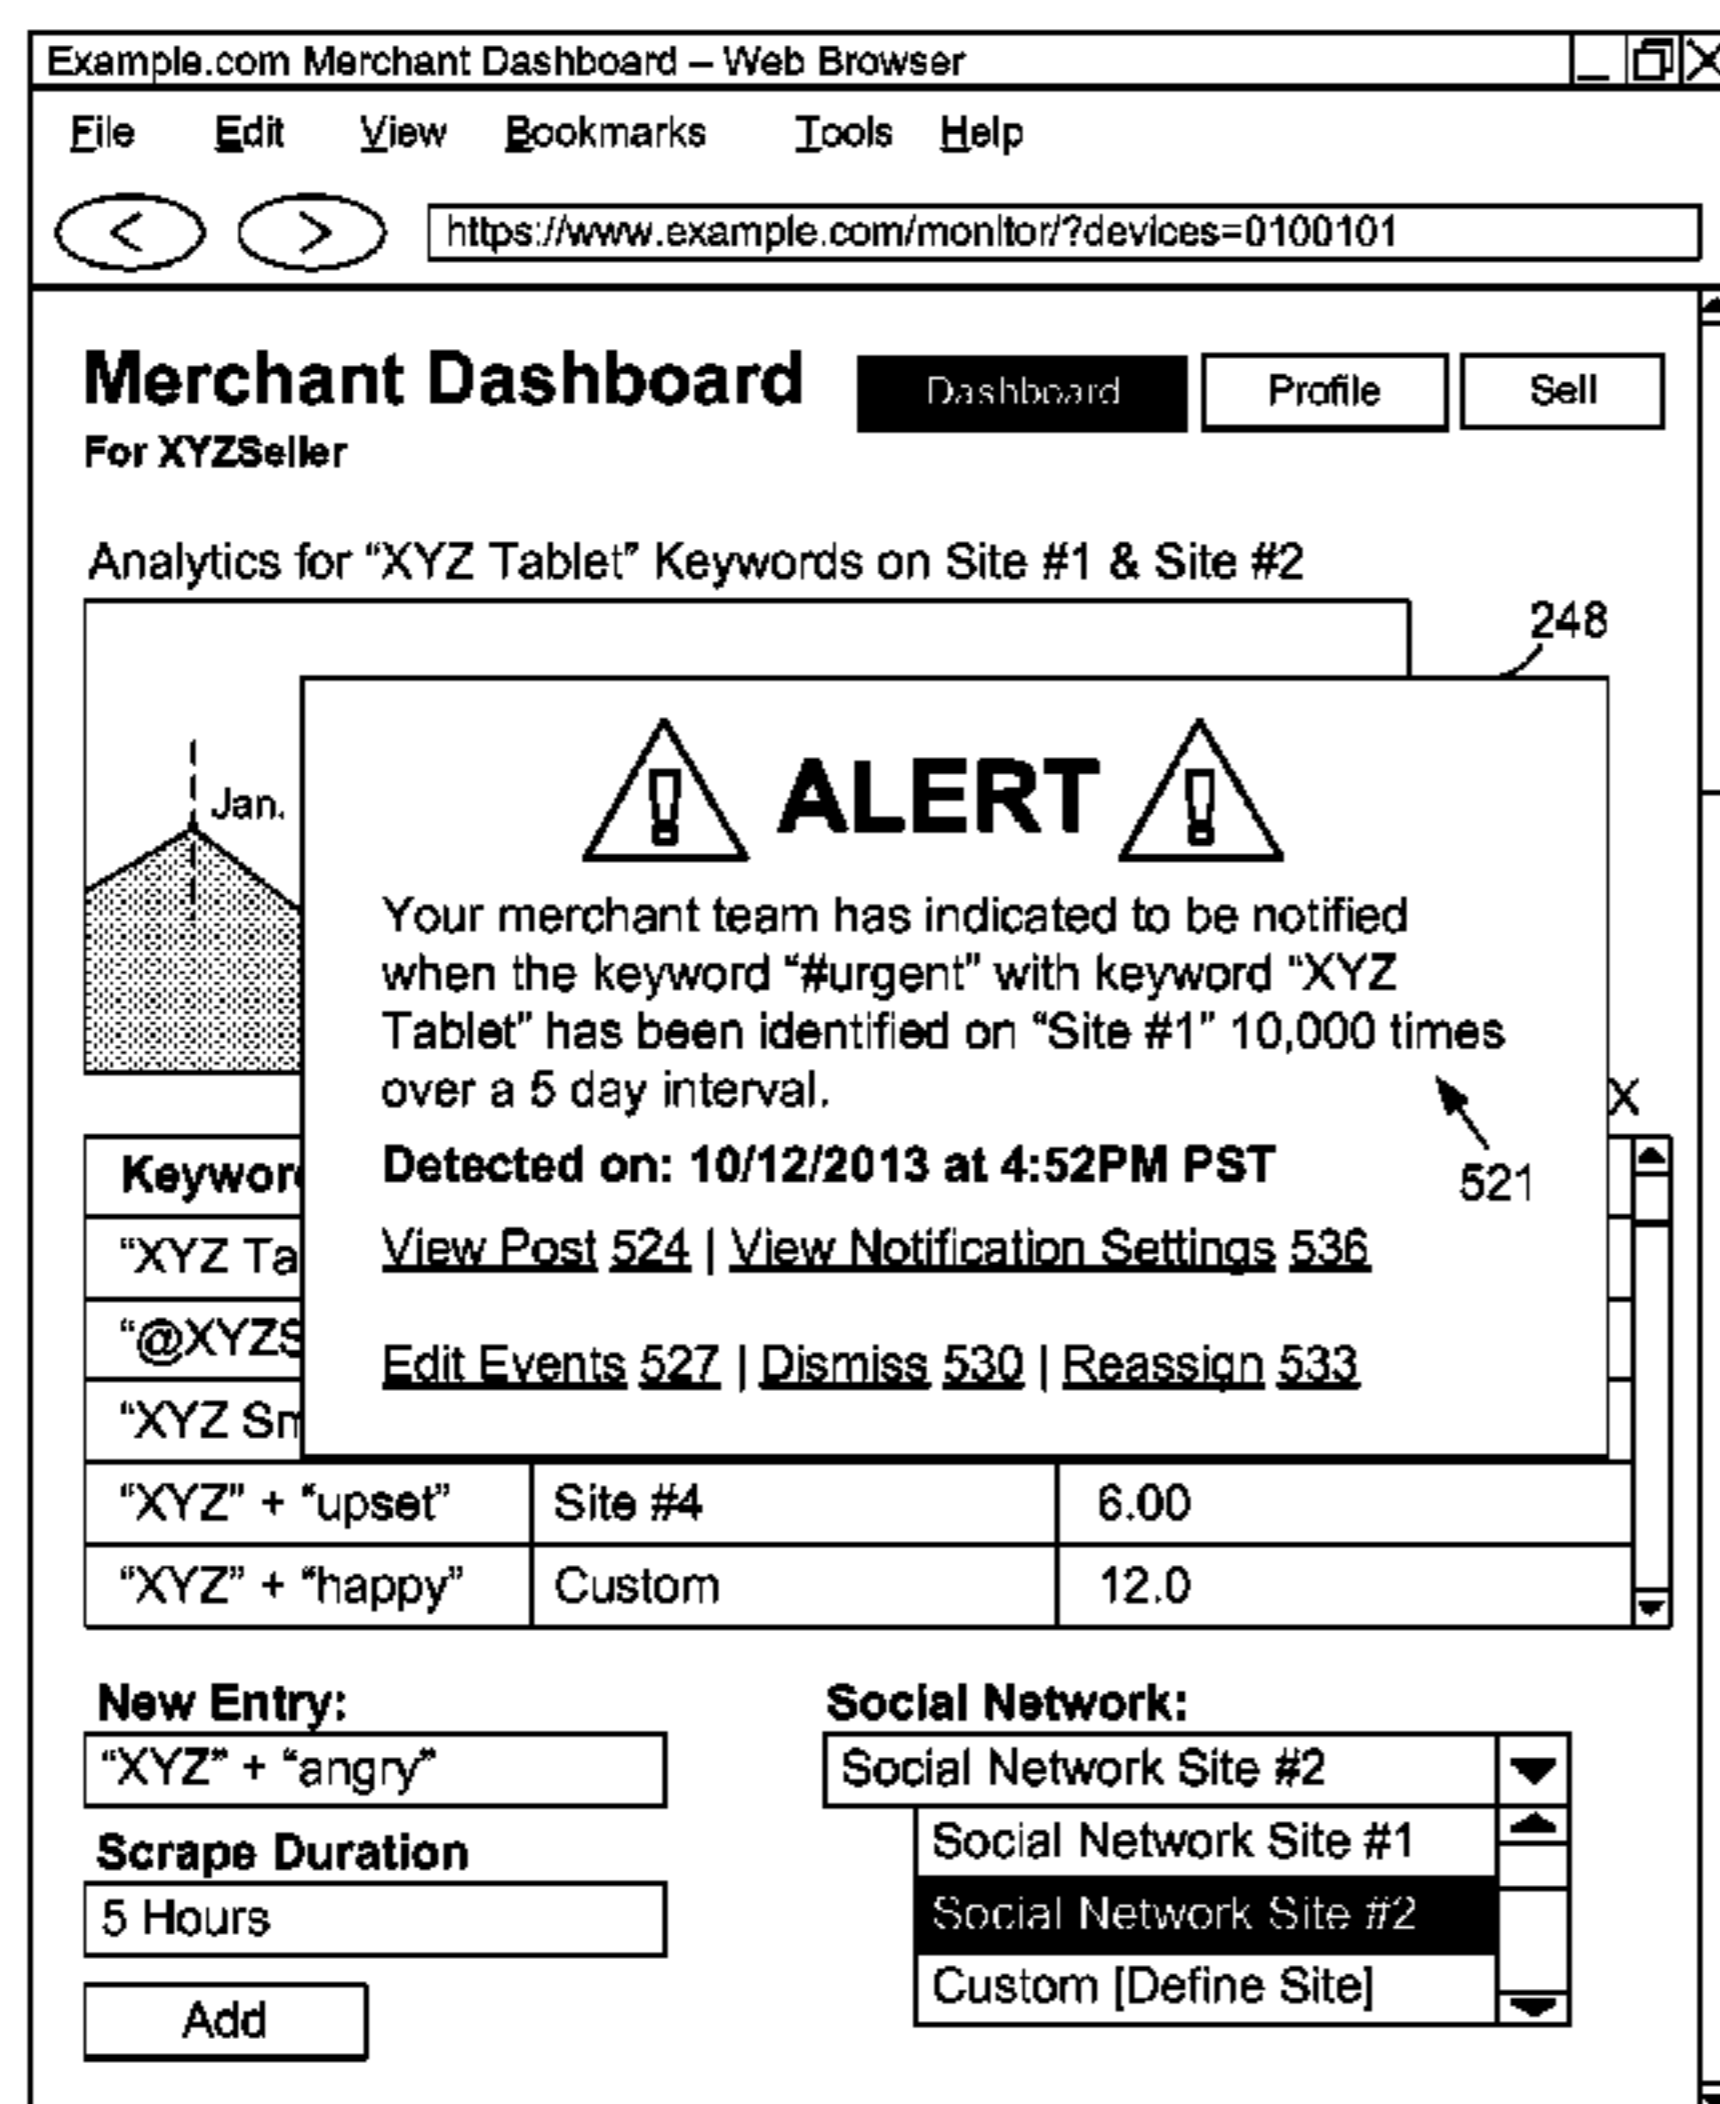 Example.com Merchant Dashboard – Web Browser
File Edit View Bookmarks Tools Help
< > https://www.example.com/monitor/?devices=0100101
Merchant Dashboard Dashboard Profile Sell
For XYZSeller
Analytics for “XYZ Tablet” Keywords on Site #1 & Site #2
248
ALERT
Jan.
Your merchant team has indicated to be notified
when the keyword “#urgent” with keyword “XYZ
Tablet” has been identified on “Site #1” 10,000 times
over a 5 day interval.
X
Detected on: 10/12/2013 at 4:52PM PST
521
Keywor
View Post 524 | View Notification Settings 536
“XYZ Ta
“@XYZS
Edit Events 527 | Dismiss 530 | Reassign 533
“XYZ Sm
“XYZ” + “upset” Site #4 6.00
“XYZ” + “happy” Custom 12.0
New Entry: Social Network:
“XYZ” + “angry” Social Network Site #2
Social Network Site #1
Scrape Duration
5 Hours Social Network Site #2
Custom [Define Site]
Add